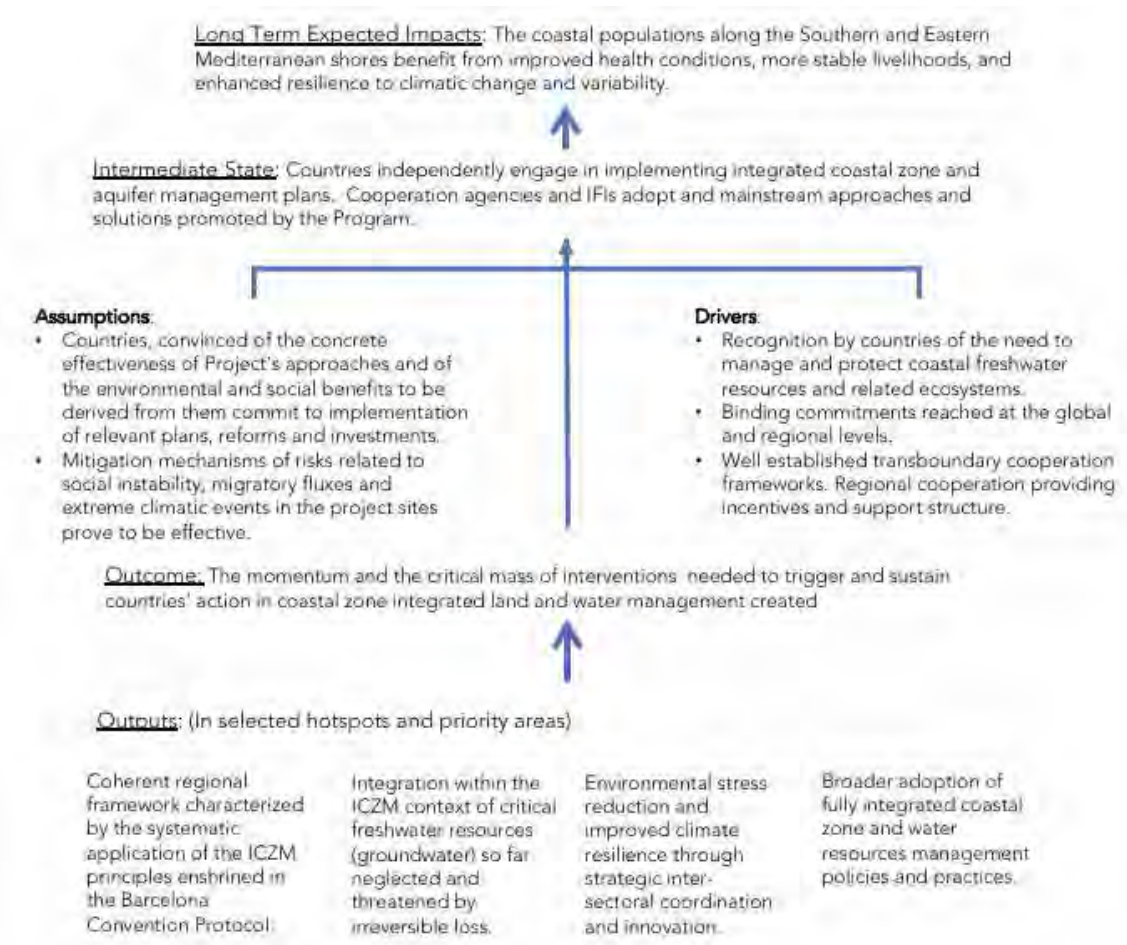 Long Term Expected Impacts: The coastal populations along the Southern and Eastern
Mediterranean shores benefit from improved health conditions, more stable livelihoods, and
enhanced resilience to climatic change and variability.
Intermediate State: Countries independently engage in implementing integrated coastal zone and
aquifer management plans. Cooperation agencies and IFIs adopt and mainstream approaches and
solutions promoted by the Program.
Assumptions:
• Countries, convinced of the concrete
effectiveness of Project's approaches and of
the environmental and social benefits to be
derived from them commit to implementation
of relevant plans, reforms and investments.
• Mitigation mechanisms of risks related to
social instability, migratory fluxes and
extreme climatic events in the project sites
prove to be effective.
Drivers:
• Recognition by countries of the need to
manage and protect coastal freshwater
resources and related ecosystems.
• Binding commitments reached at the global
and regional levels.
• Well established transboundary cooperation
frameworks. Regional cooperation providing
incentives and support structure.
Outcome: The momentum and the critical mass of interventions needed to trigger and sustain
countries' action in coastal zone integrated land and water management created
Outputs: (In selected hotspots and priority areas)
Coherent regional
framework characterized
by the systematic
application of the ICZM
principles enshrined in
the Barcelona
Convention Protocol.
Integration within the
ICZM context of critical
freshwater resources
(groundwater) so far
neglected and
threatened by
irreversible loss.
Environmental stress
reduction and
improved climate
resilience through
strategic inter-
sectoral coordination
and innovation.
Broader adoption of
fully integrated coastal
zone and water
resources management
policies and practices.